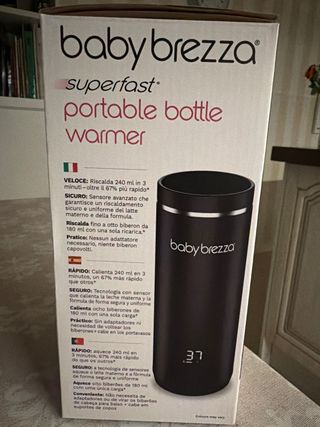 baby brezza®
superfast®
portable bottle
warmer
VELOCE: Riscalda 240 ml in 3
minuti–oltre il 67% più rapido*
SICURO: Sensore avanzato che
garantisce un riscaldamento
sicuro e uniforme del latte
materno e della formula.
Riscalda fino a otto biberon da
180 ml con una sola ricarica.*
Pratico: Nessun adattatore
necessario, niente biberon
capovolti.
RÁPIDO: Calienta 240 ml en 3
minutos, un 67% más rápido
que otros*
SEGURO: Tecnología con sensor
que calienta la leche materna y la
fórmula de forma segura y uniforme
Calienta ocho biberones de
180 ml con una sola carga*
Práctico: Sin adaptadores ni
necesidad de voltear los
biberones • cabe en los portavasos
RÁPIDO: aquece 240 ml em
3 minutos, 67% mais rápido
do que os outros*
SEGURO: a tecnologia de sensores
aquece o leite materno e a fórmula
de forma segura e uniforme
Aquece oito biberões de 180 ml
com uma única carga*
Conveniente: Não necessita de
adaptadores ou de virar os biberões
de cabeça para baixo • cabe em
suportes de copos
baby brezza®
37
Colours may vary